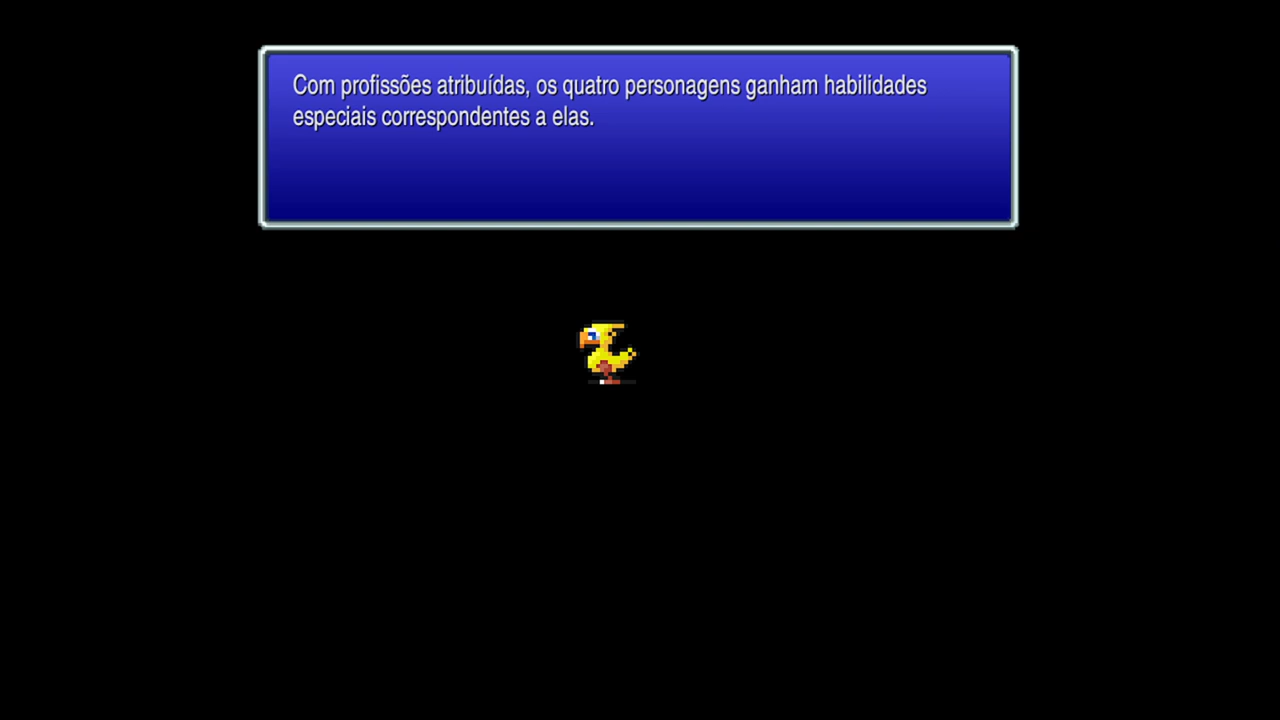 Com profissões atribuídas, os quatro personagens ganham habilidades
especiais correspondentes a elas.